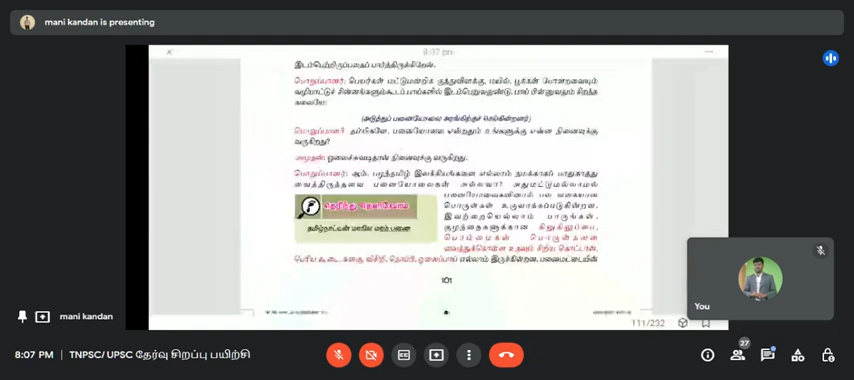 mani kandan is presenting
8:07 pm
இடம்பெற்றிருப்பதைப் பார்த்திருக்கிறேன்.
பொறுப்பாளர்: பெயர்கள் மட்டுமன்றிக் குத்துவிளக்கு, மயில், பூக்கள் போன்றவையும்
வழிபாட்டுச் சின்னங்களும்கூடப் பாய்களில் இடம்பெறுவதுண்டு. பாய் பின்னுவதும் சிறந்த
கலையே!
(அடுத்துப் பனையோலை அரங்கிற்குச் செல்கின்றனர்)
பொறுப்பாளர்: தம்பிகளே, பனையோலை என்றதும் உங்களுக்கு என்ன நினைவுக்கு
வருகிறது?
அமுதன்: ஓலைச்சுவடிதான் நினைவுக்கு வருகிறது.
பொறுப்பாளர்: ஆம். பழந்தமிழ் இலக்கியங்களை எல்லாம் நமக்காகப் பாதுகாத்து
வைத்திருந்தவை பனையோலைகள் அல்லவா? அதுமட்டுமல்லாமல்
பனையோலைகளினால் பல வகையான
பொருள்கள் உருவாக்கப்படுகின்றன.
இவற்றையெல்லாம் பாருங்கள்.
குழந்தைகளுக்கான கிலுகிலுப்பை,
பொம்மைகள் பொருள்களை
வைத்துக்கொள்ள உதவும் சிறிய கொட்டான்,
தெரிந்து தெளிவோம்
தமிழ்நாட்டின் மாநில மரம் பனை
பெரிய கூடை, சுளகு, விசிறி, தொப்பி, ஓலைப்பாய் எல்லாம் இருக்கின்றன. பனைமட்டையின்
101
111/232
You
mani kandan
8:07 PM | TNPSC/ UPSC தேர்வு சிறப்பு பயிற்சி
27